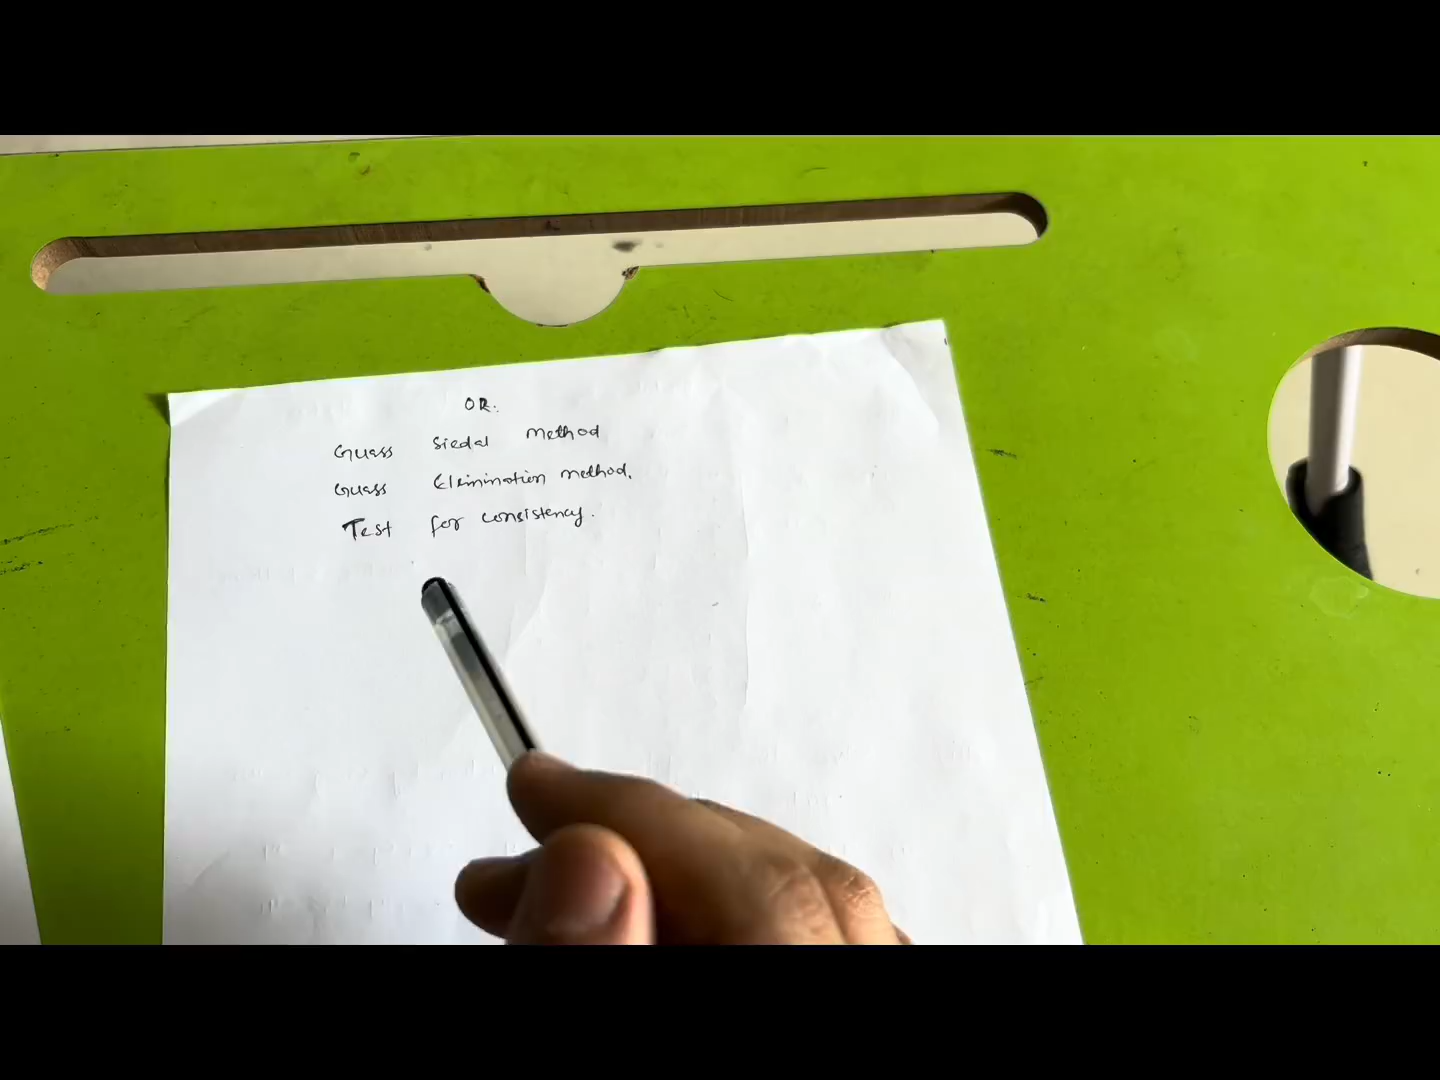 OR.
Guass Siedal Method
Guass Elimination method.
Test for consistency.